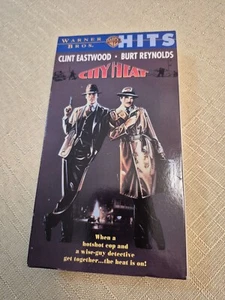 WARNER BROS. WB HITS
CLINT EASTWOOD • BURT REYNOLDS
CITY HEAT
When a
hotshot cop and
a wise-guy detective
get together...the heat is on!